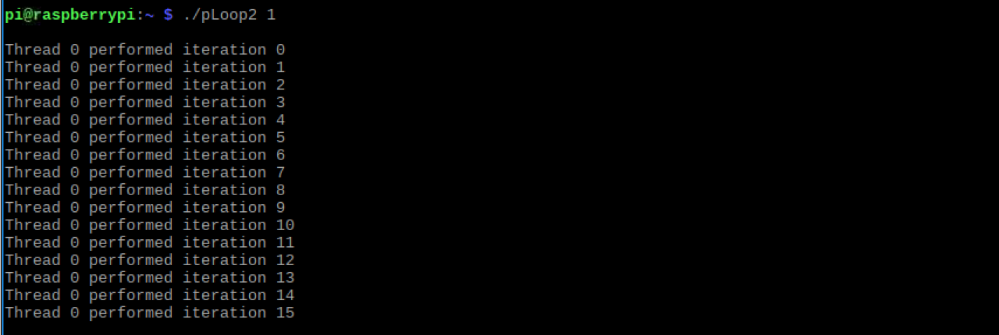 pi@raspberrypi:~ $ ./pLoop2 1
Thread 0 performed iteration 0
Thread 0 performed iteration 1
Thread 0 performed iteration 2
Thread 0 performed iteration 3
Thread 0 performed iteration 4
Thread 0 performed iteration 5
Thread 0 performed iteration 6
Thread 0 performed iteration 7
Thread 0 performed iteration 8
Thread 0 performed iteration 9
Thread 0 performed iteration 10
Thread 0 performed iteration 11
Thread 0 performed iteration 12
Thread 0 performed iteration 13
Thread 0 performed iteration 14
Thread 0 performed iteration 15